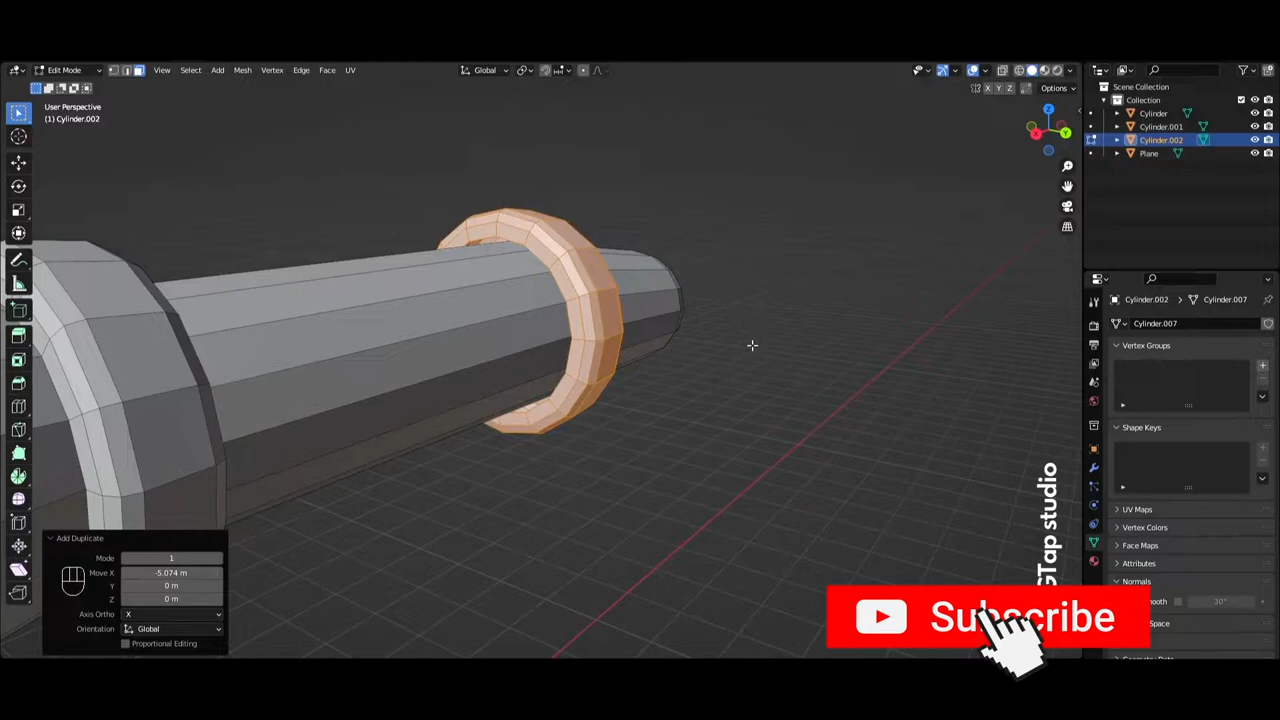 Edit Mode
View Select Add Mesh Vertex Edge Face UV
Global
Options
X Y Z
User Perspective
(1) Cylinder.002
Z
X
Y
Scene Collection
Collection
Cylinder
Cylinder.001
Cylinder.002
Plane
Cylinder.002 > Cylinder.007
Cylinder.007
Vertex Groups
Shape Keys
UV Maps
Vertex Colors
Face Maps
Attributes
Normals
30°
Add Duplicate
Mode 1
Move X -5.074 m
Y 0 m
Z 0 m
Axis Ortho X
Orientation Global
Proportional Editing
GTap studio
Subscribe